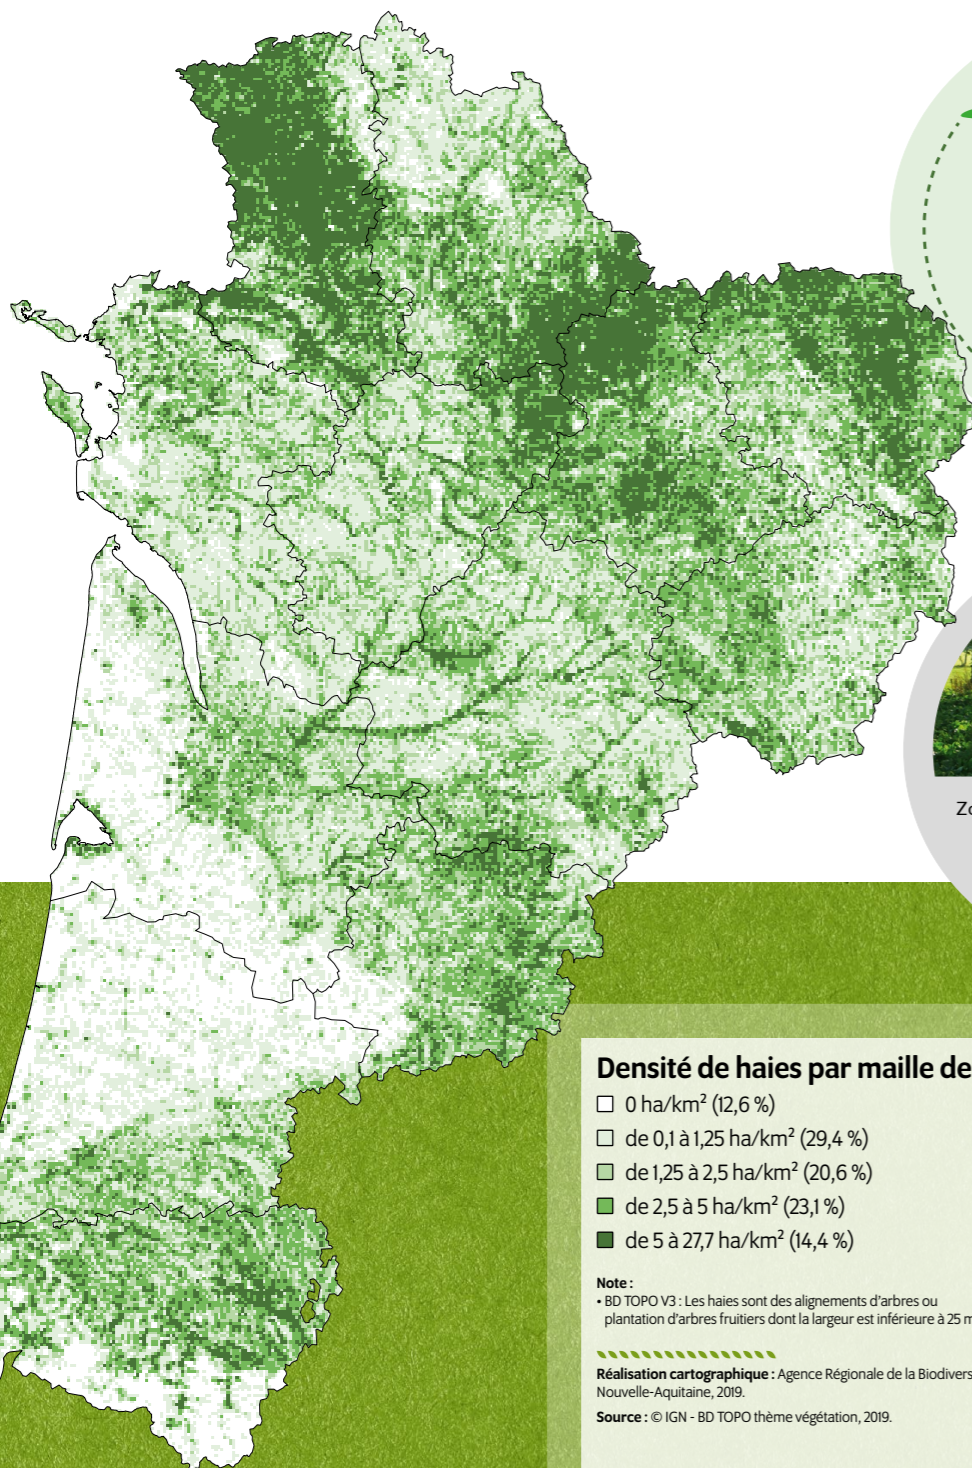 Zo
Densité de haies par maille de
0 ha/km² (12,6 %)
de 0,1 à 1,25 ha/km² (29,4 %)
de 1,25 à 2,5 ha/km² (20,6 %)
de 2,5 à 5 ha/km² (23,1 %)
de 5 à 27,7 ha/km² (14,4 %)
Note :
• BD TOPO V3 : Les haies sont des alignements d'arbres ou
plantation d'arbres fruitiers dont la largeur est inférieure à 25 m
Réalisation cartographique : Agence Régionale de la Biodivers
Nouvelle-Aquitaine, 2019.
Source : © IGN - BD TOPO thème végétation, 2019.